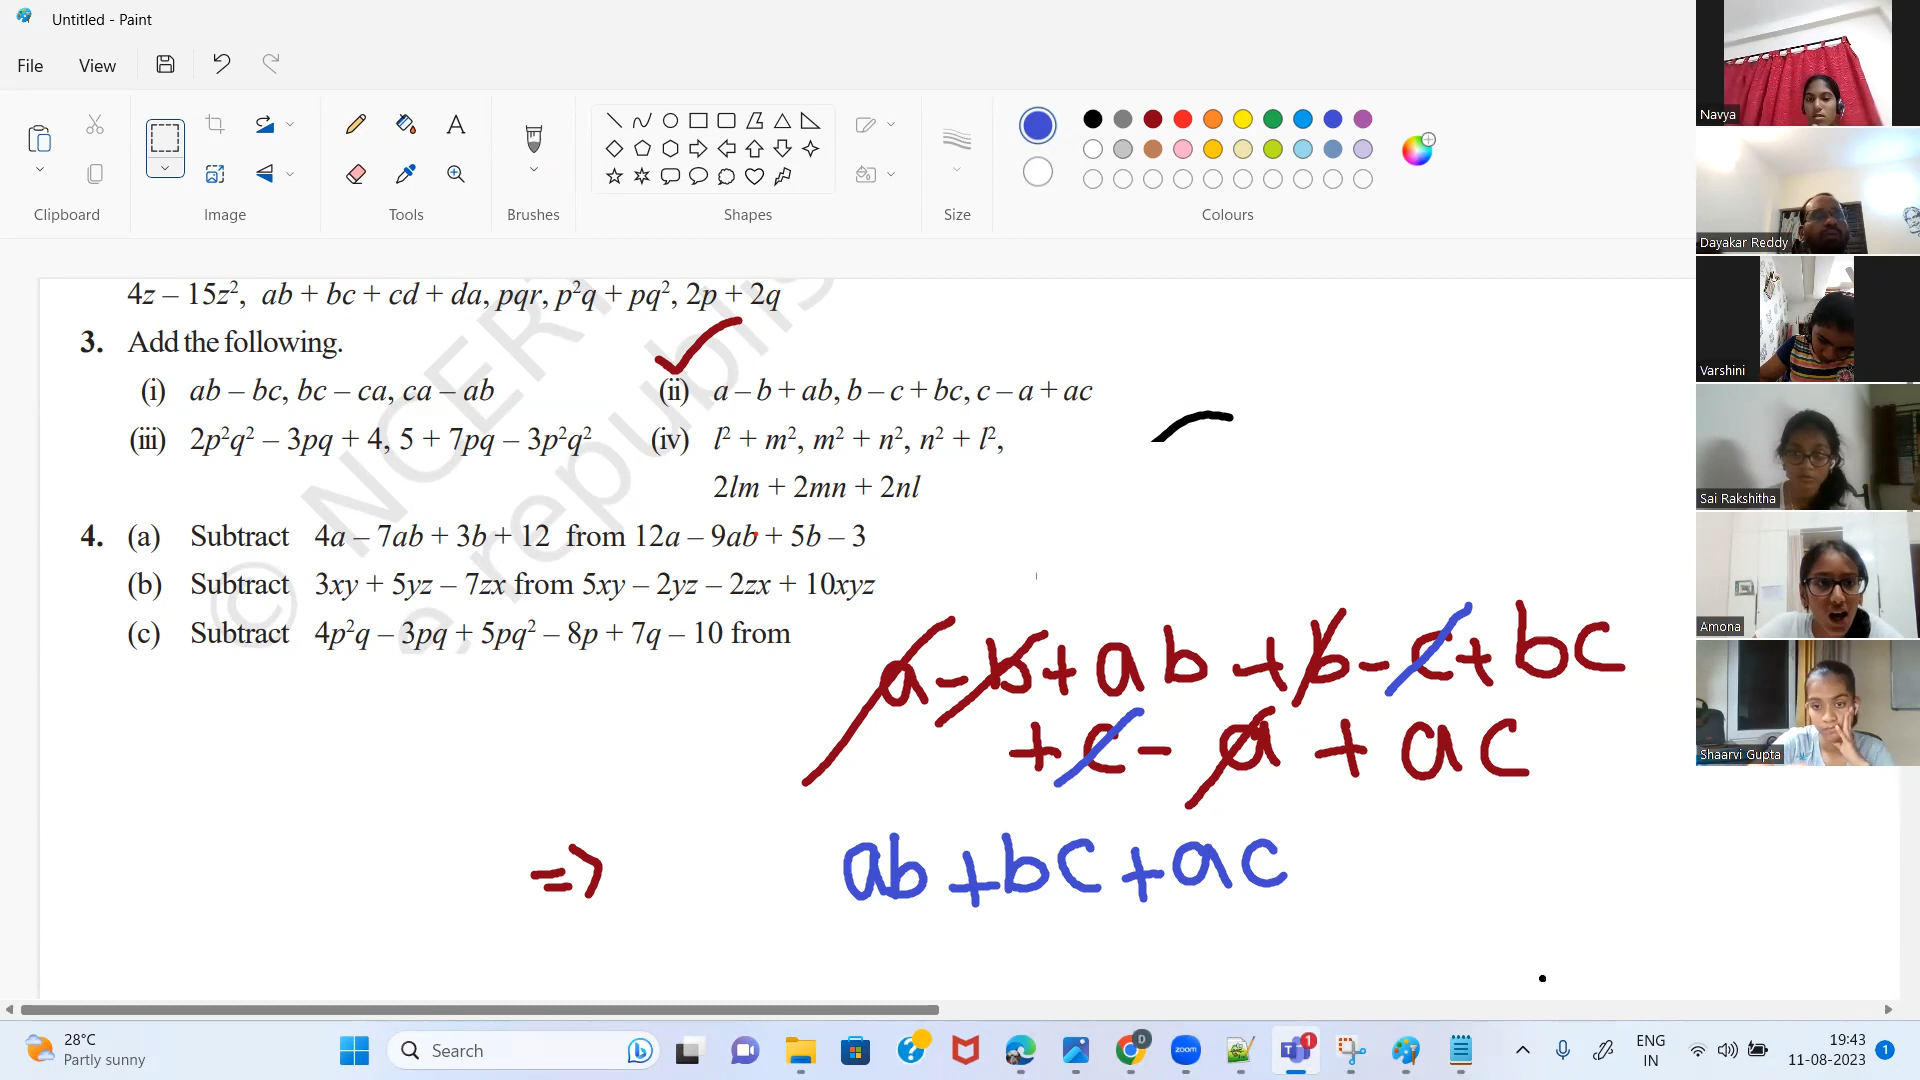 Untitled - Paint
File View
Clipboard Image Tools Brushes Shapes Size Colours
4z – 15z², ab + bc + cd + da, pqr, p²q + pq², 2p + 2q
3. Add the following.
(i) ab – bc, bc – ca, ca – ab (ii) a – b + ab, b – c + bc, c – a + ac
(iii) 2p²q² – 3pq + 4, 5 + 7pq – 3p²q² (iv) l² + m², m² + n², n² + l²,
2lm + 2mn + 2nl
4. (a) Subtract 4a – 7ab + 3b + 12 from 12a – 9ab + 5b – 3
(b) Subtract 3xy + 5yz – 7zx from 5xy – 2yz – 2zx + 10xyz
(c) Subtract 4p²q – 3pq + 5pq² – 8p + 7q – 10 from
© NCERT
republis
a - b + ab + b - c + bc
+ c - a + ac
=> ab + bc + ac
Navya
Dayakar Reddy
Varshini
Sai Rakshitha
Amona
Shaarvi Gupta
28°C
Partly sunny
Search
zoom
D
1
ENG
IN
19:43
11-08-2023
1